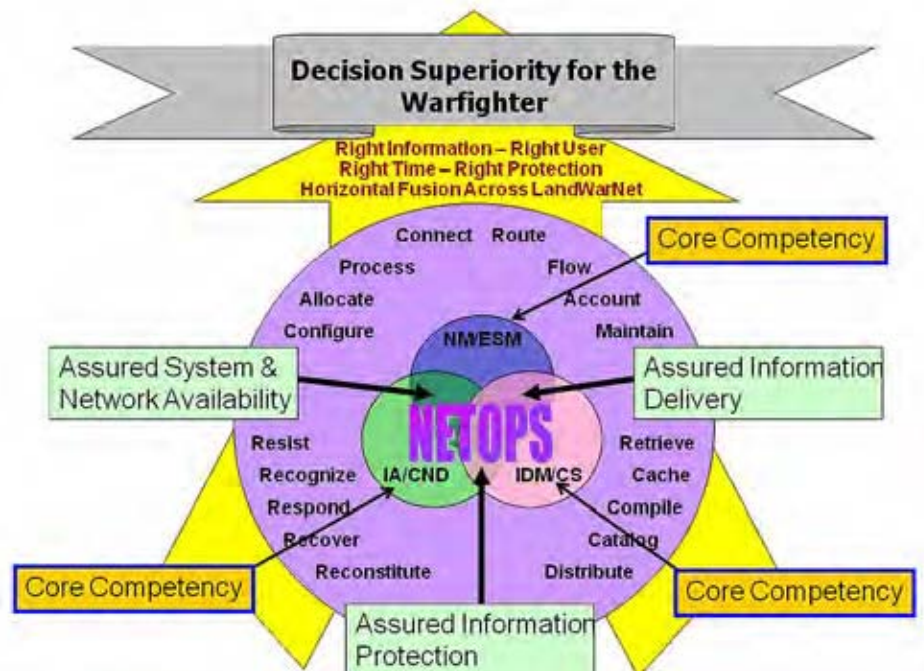 Decision Superiority for the
Warfighter
Right Information – Right User
Right Time – Right Protection
Horizontal Fusion Across LandWarNet
Connect Route
Process Flow
Allocate Account
Configure Maintain
Core Competency
NM/ESM
Assured System &
Network Availability
Assured Information
Delivery
NETOPS
IA/CND
IDM/CS
Resist
Recognize
Respond
Recover
Reconstitute
Retrieve
Cache
Compile
Catalog
Distribute
Core Competency
Core Competency
Assured Information
Protection